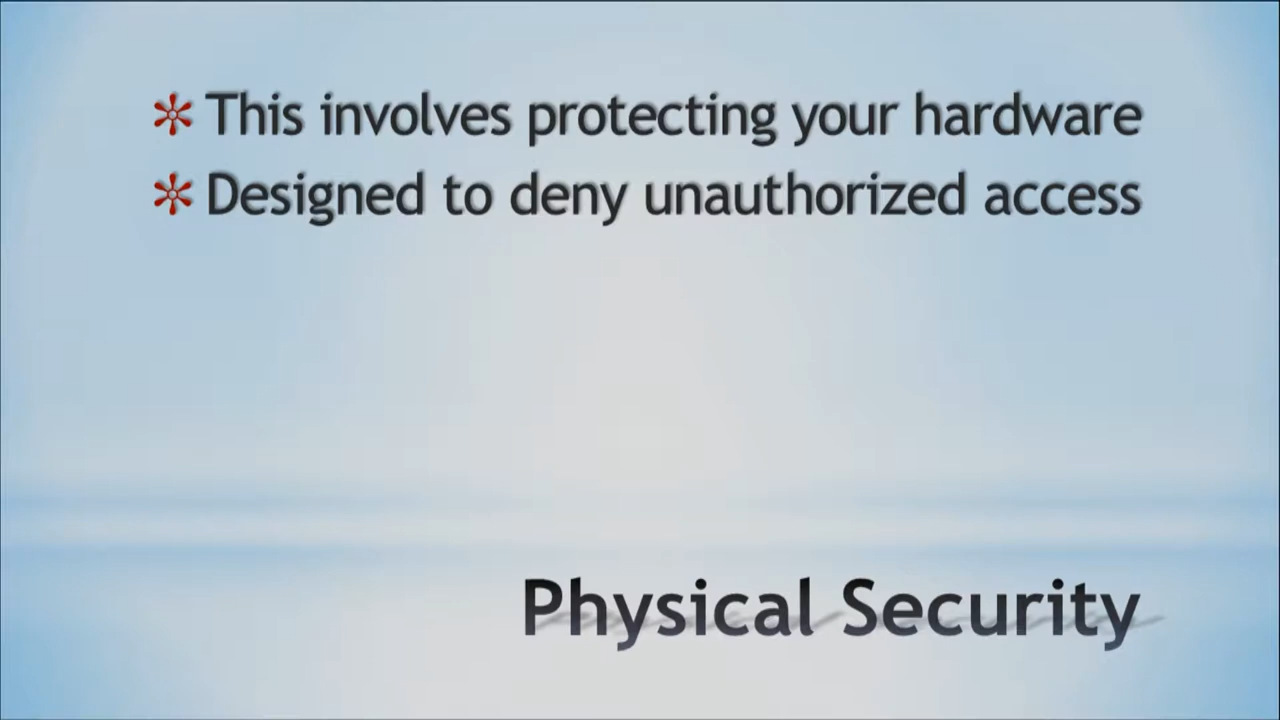 This involves protecting your hardware
Designed to deny unauthorized access
Physical Security